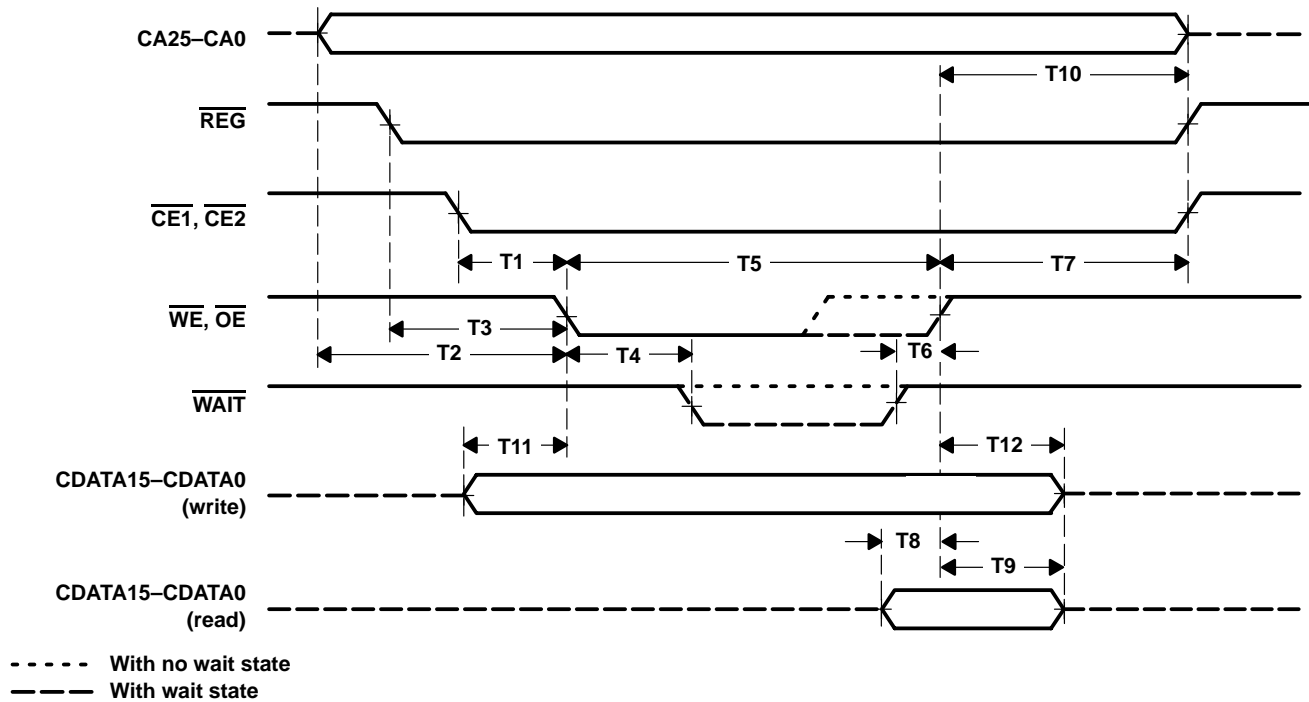 CA25–CA0
T10
REG
CE1, CE2
T1
T5
T7
WE, OE
T3
T6
T2
T4
WAIT
T11
T12
CDATA15–CDATA0
(write)
T8
T9
CDATA15–CDATA0
(read)
With no wait state
With wait state